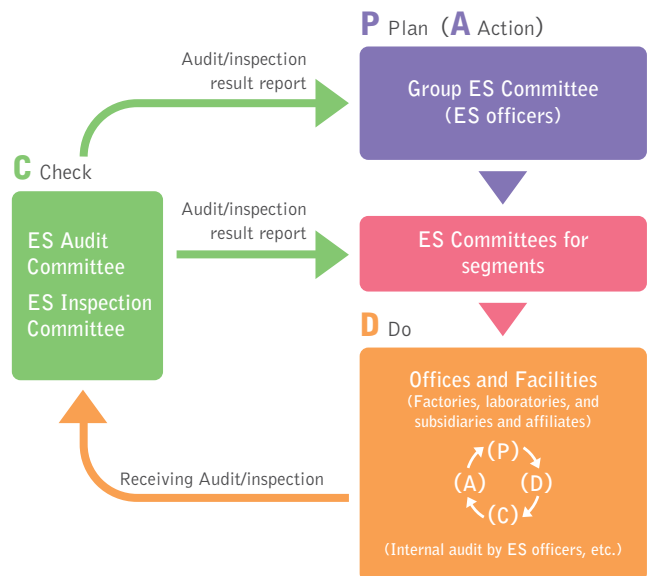 P Plan (A Action)
Audit/inspection
result report
Group ES Committee
(ES officers)
C Check
ES Audit
Committee
ES Inspection
Committee
Audit/inspection
result report
ES Committees for
segments
D Do
Offices and Facilities
(Factories, laboratories, and
subsidiaries and affiliates)
(P)
(A) (D)
(C)
(Internal audit by ES officers, etc.)
Receiving Audit/inspection